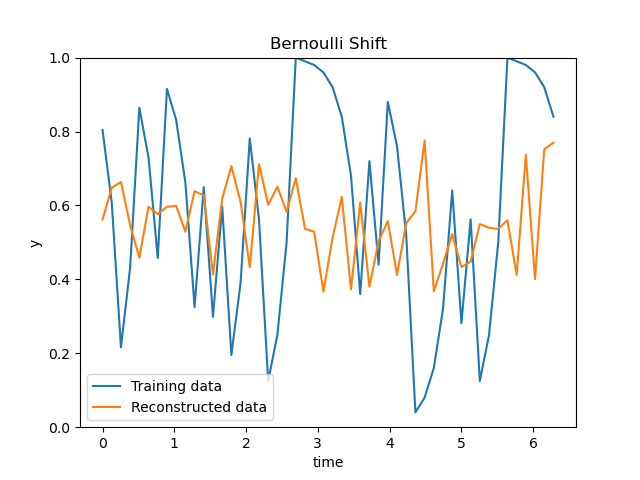 Bernoulli Shift
1.0
0.8
0.6
0.4
0.2
0.0
y
Training data
Reconstructed data
0 1 2 3 4 5 6
time